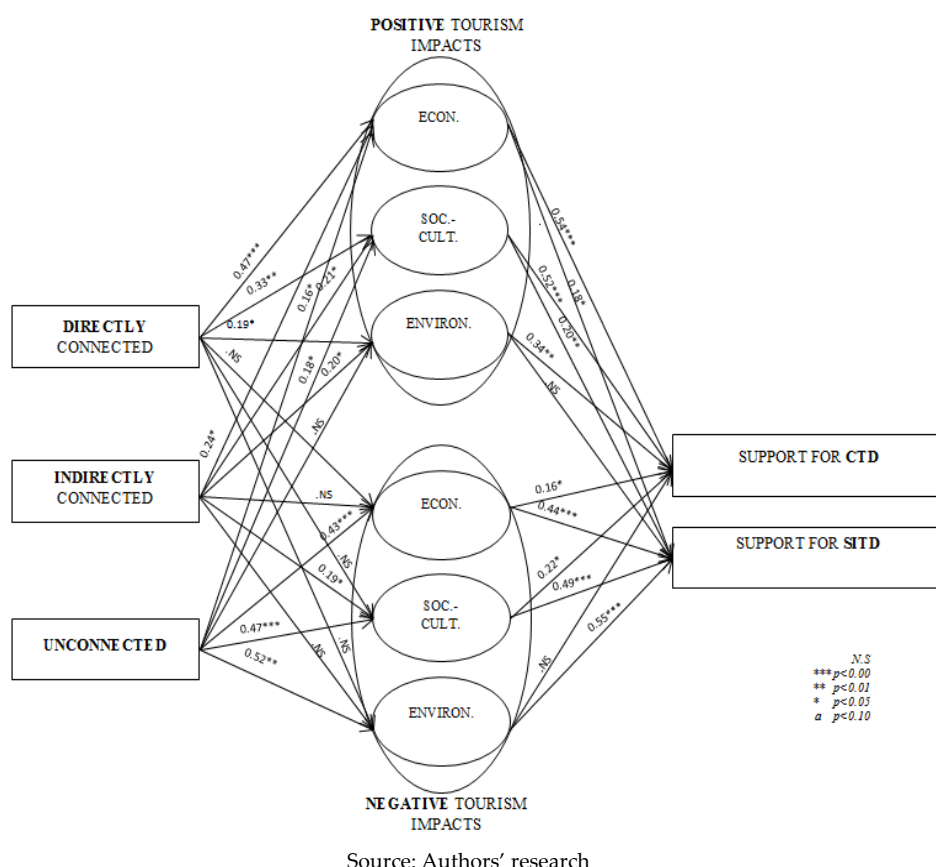 POSITIVE TOURISM
IMPACTS
ECON.
SOC.-
CULT.
ENVIRON.
DIRECTLY
CONNECTED
INDIRECTLY
CONNECTED
UNCONNECTED
0.47***
0.33**
0.19*
.NS
0.16*
0.21*
0.18*
0.20*
.NS
0.24*
.NS
0.43***
.NS
0.19*
0.47***
.NS
.NS
0.52**
ECON.
SOC.-
CULT.
ENVIRON.
NEGATIVE TOURISM
IMPACTS
0.54***
0.18*
0.52***
0.20**
0.34**
.NS
0.16*
0.44***
0.22*
0.49***
0.55***
.NS
SUPPORT FOR CTD
SUPPORT FOR SITD
N.S
*** p<0.00
** p<0.01
* p<0.05
a p<0.10
Source: Authors' research